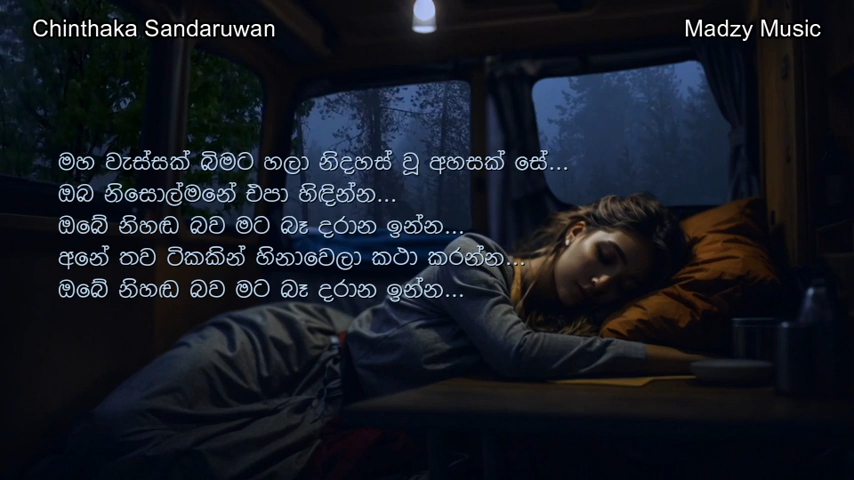 Chinthaka Sandaruwan
Madzy Music
මහ වැස්සක් බිමට හලා නිදහස් වූ අහසක් සේ...
ඔබ නිසොල්මනේ එපා හිඳින්න...
ඔබේ නිහඬ බව මට බෑ දරාන ඉන්න...
අනේ තව ටිකකින් හිනාවෙලා කථා කරන්න...
ඔබේ නිහඬ බව මට බෑ දරාන ඉන්න...